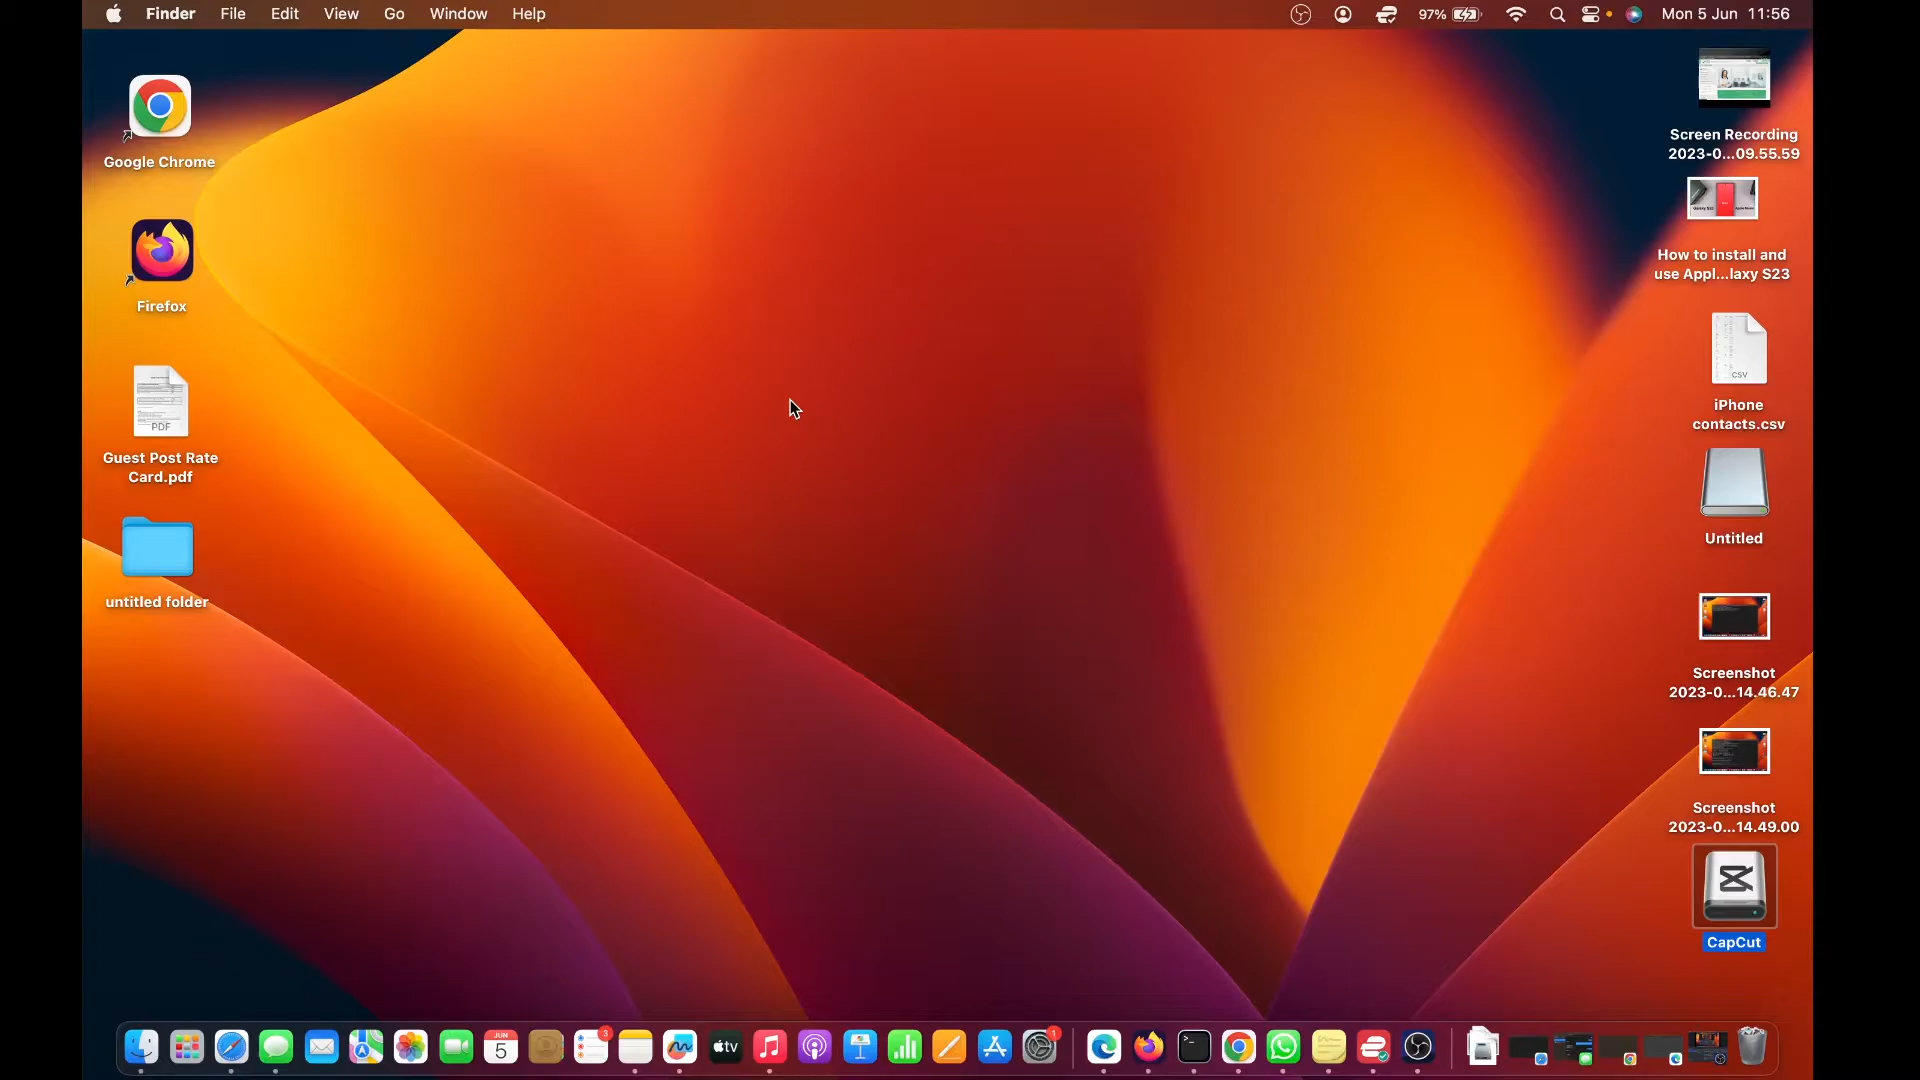 Finder File Edit View Go Window Help 97% Mon 5 Jun 11:56
Google Chrome
Firefox
PDF
Guest Post Rate
Card.pdf
untitled folder
Screen Recording
2023-0...09.55.59
How to install and
use Appl...laxy S23
CSV
iPhone
contacts.csv
Untitled
Screenshot
2023-0...14.46.47
Screenshot
2023-0...14.49.00
CapCut
JUN
5
3
tv
1